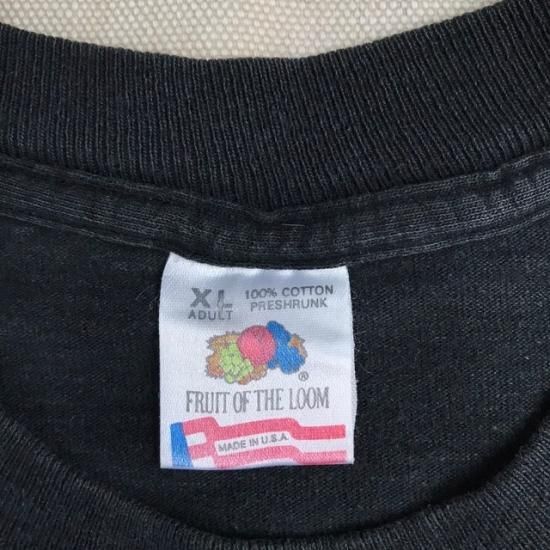 XL 100% COTTON
ADULT PRESHRUNK
®
FRUIT OF THE LOOM
MADE IN U.S.A.